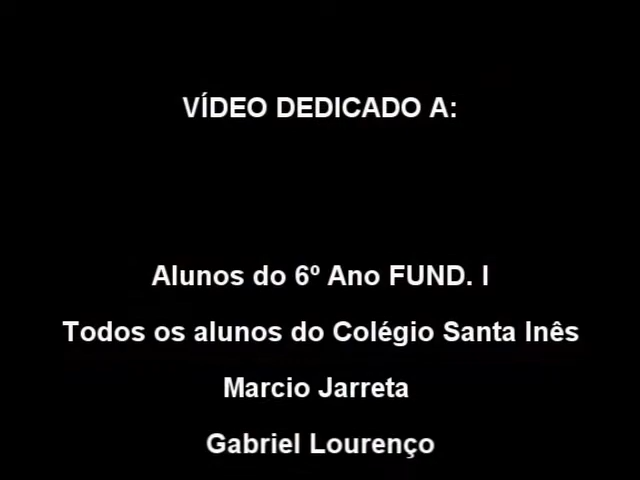 VÍDEO DEDICADO A:
Alunos do 6º Ano FUND. I
Todos os alunos do Colégio Santa Inês
Marcio Jarreta
Gabriel Lourenço